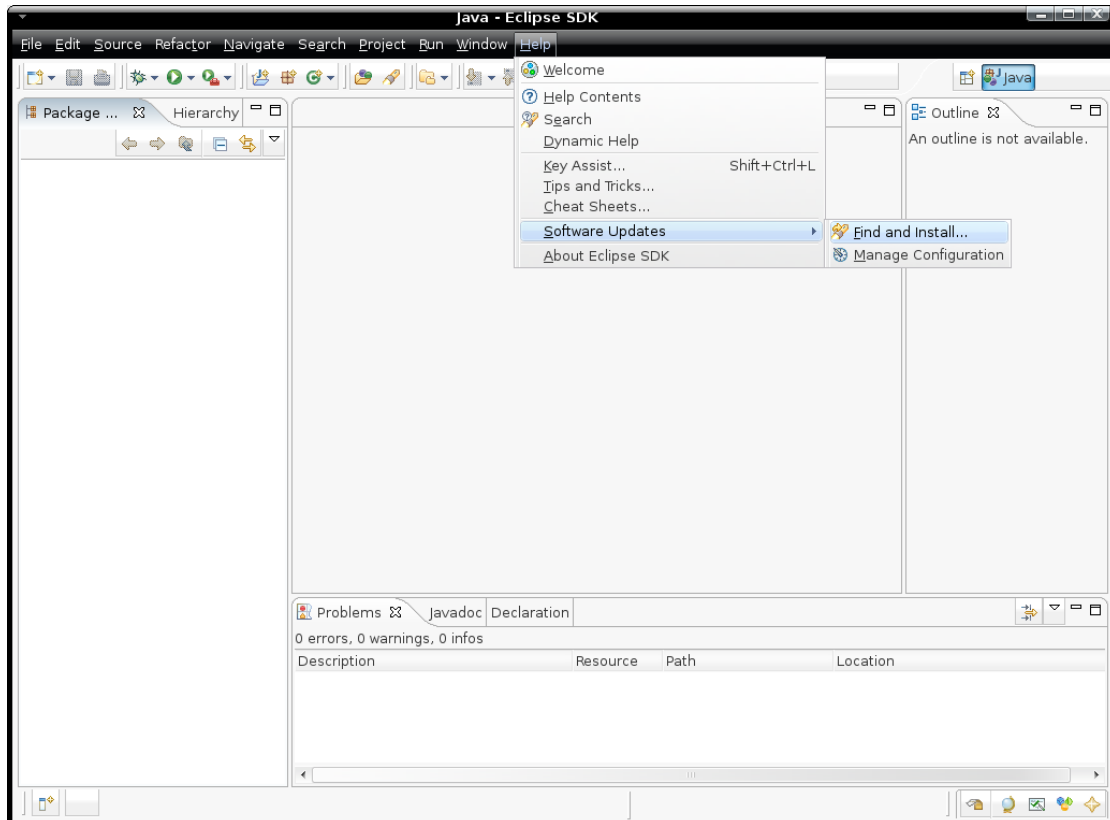 Java - Eclipse SDK
File Edit Source Refactor Navigate Search Project Run Window Help
Java
Welcome
Help Contents
Search
Dynamic Help
Key Assist... Shift+Ctrl+L
Tips and Tricks...
Cheat Sheets...
Software Updates
About Eclipse SDK
Find and Install...
Manage Configuration
Package ... Hierarchy
Outline
An outline is not available.
Problems Javadoc Declaration
0 errors, 0 warnings, 0 infos
Description Resource Path Location